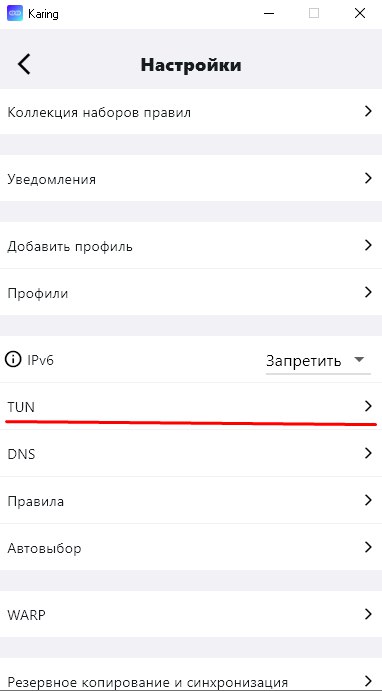 Karing
Настройки
Коллекция наборов правил
Уведомления
Добавить профиль
Профили
IPv6 Запретить
TUN
DNS
Правила
Автовыбор
WARP
Резервное копирование и синхронизация